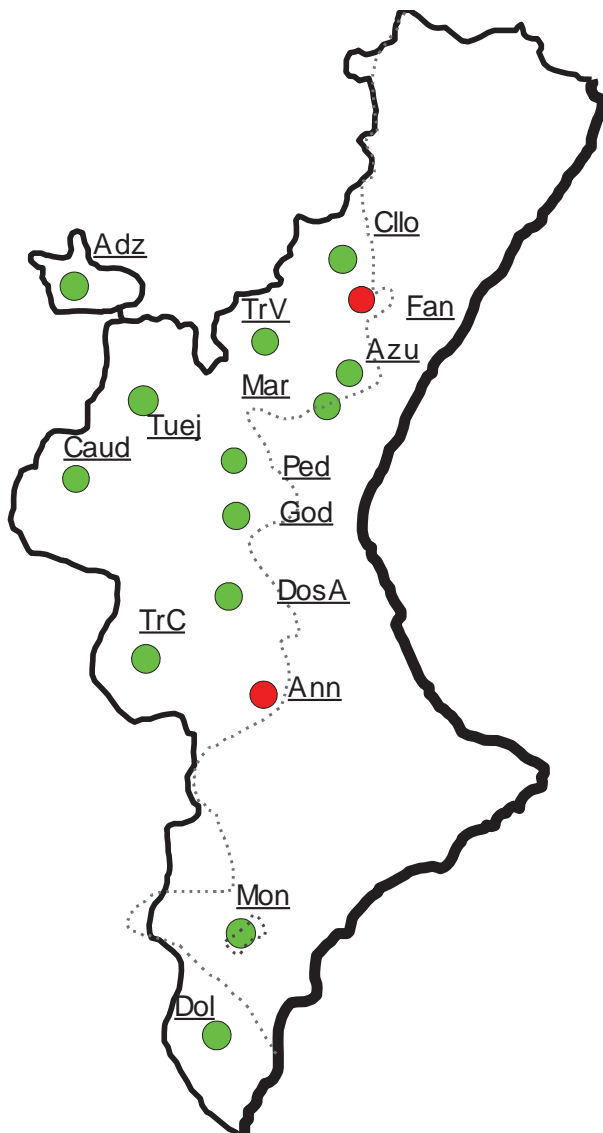 Cllo
Adz
Fan
TrV
Azu
Mar
Tuej
Caud
Ped
God
DosA
TrC
Ann
Mon
Dol